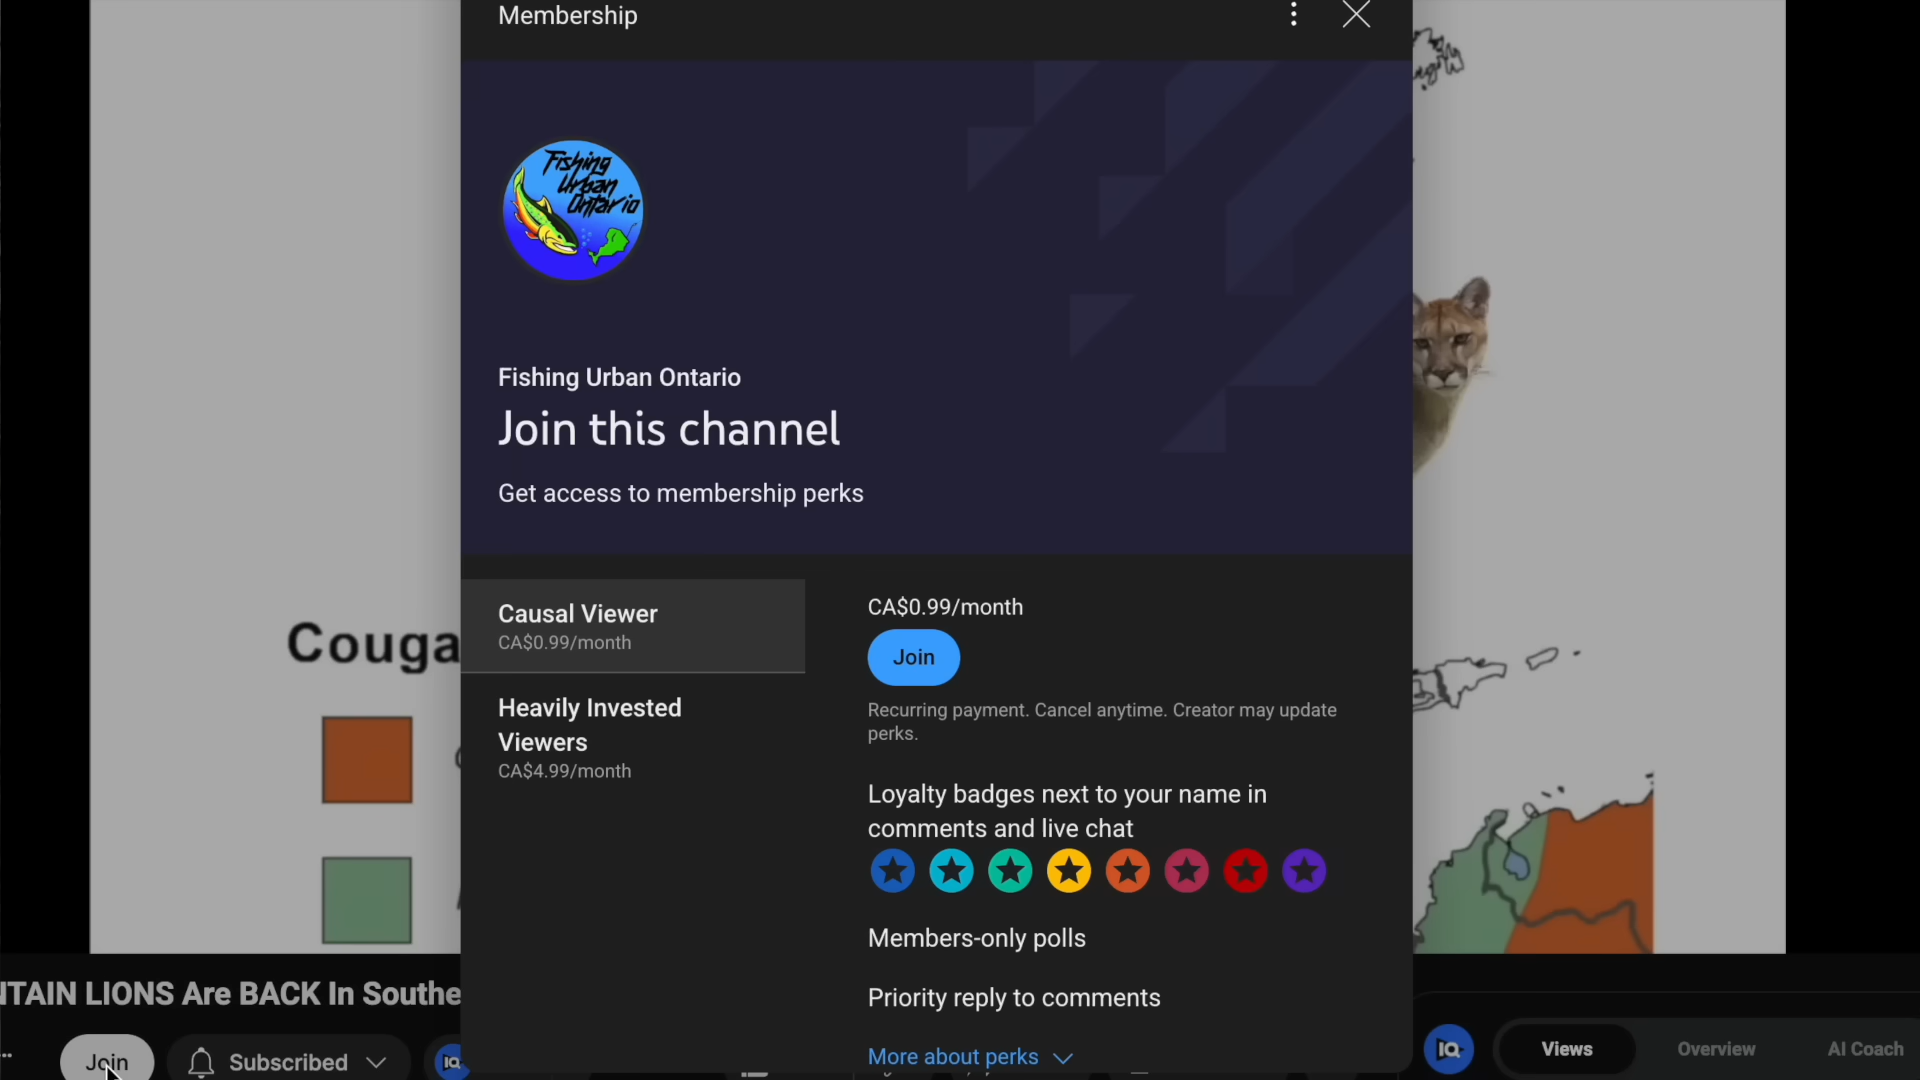 Membership
Fishing
Urban
Ontario
Fishing Urban Ontario
Join this channel
Get access to membership perks
Causal Viewer
CA$0.99/month
Heavily Invested
Viewers
CA$4.99/month
CA$0.99/month
Join
Recurring payment. Cancel anytime. Creator may update
perks.
Loyalty badges next to your name in
comments and live chat
Members-only polls
Priority reply to comments
More about perks
Couga
NTAIN LIONS Are BACK In Southe
Join
Subscribed
IQ
IQ
Views
Overview
AI Coach